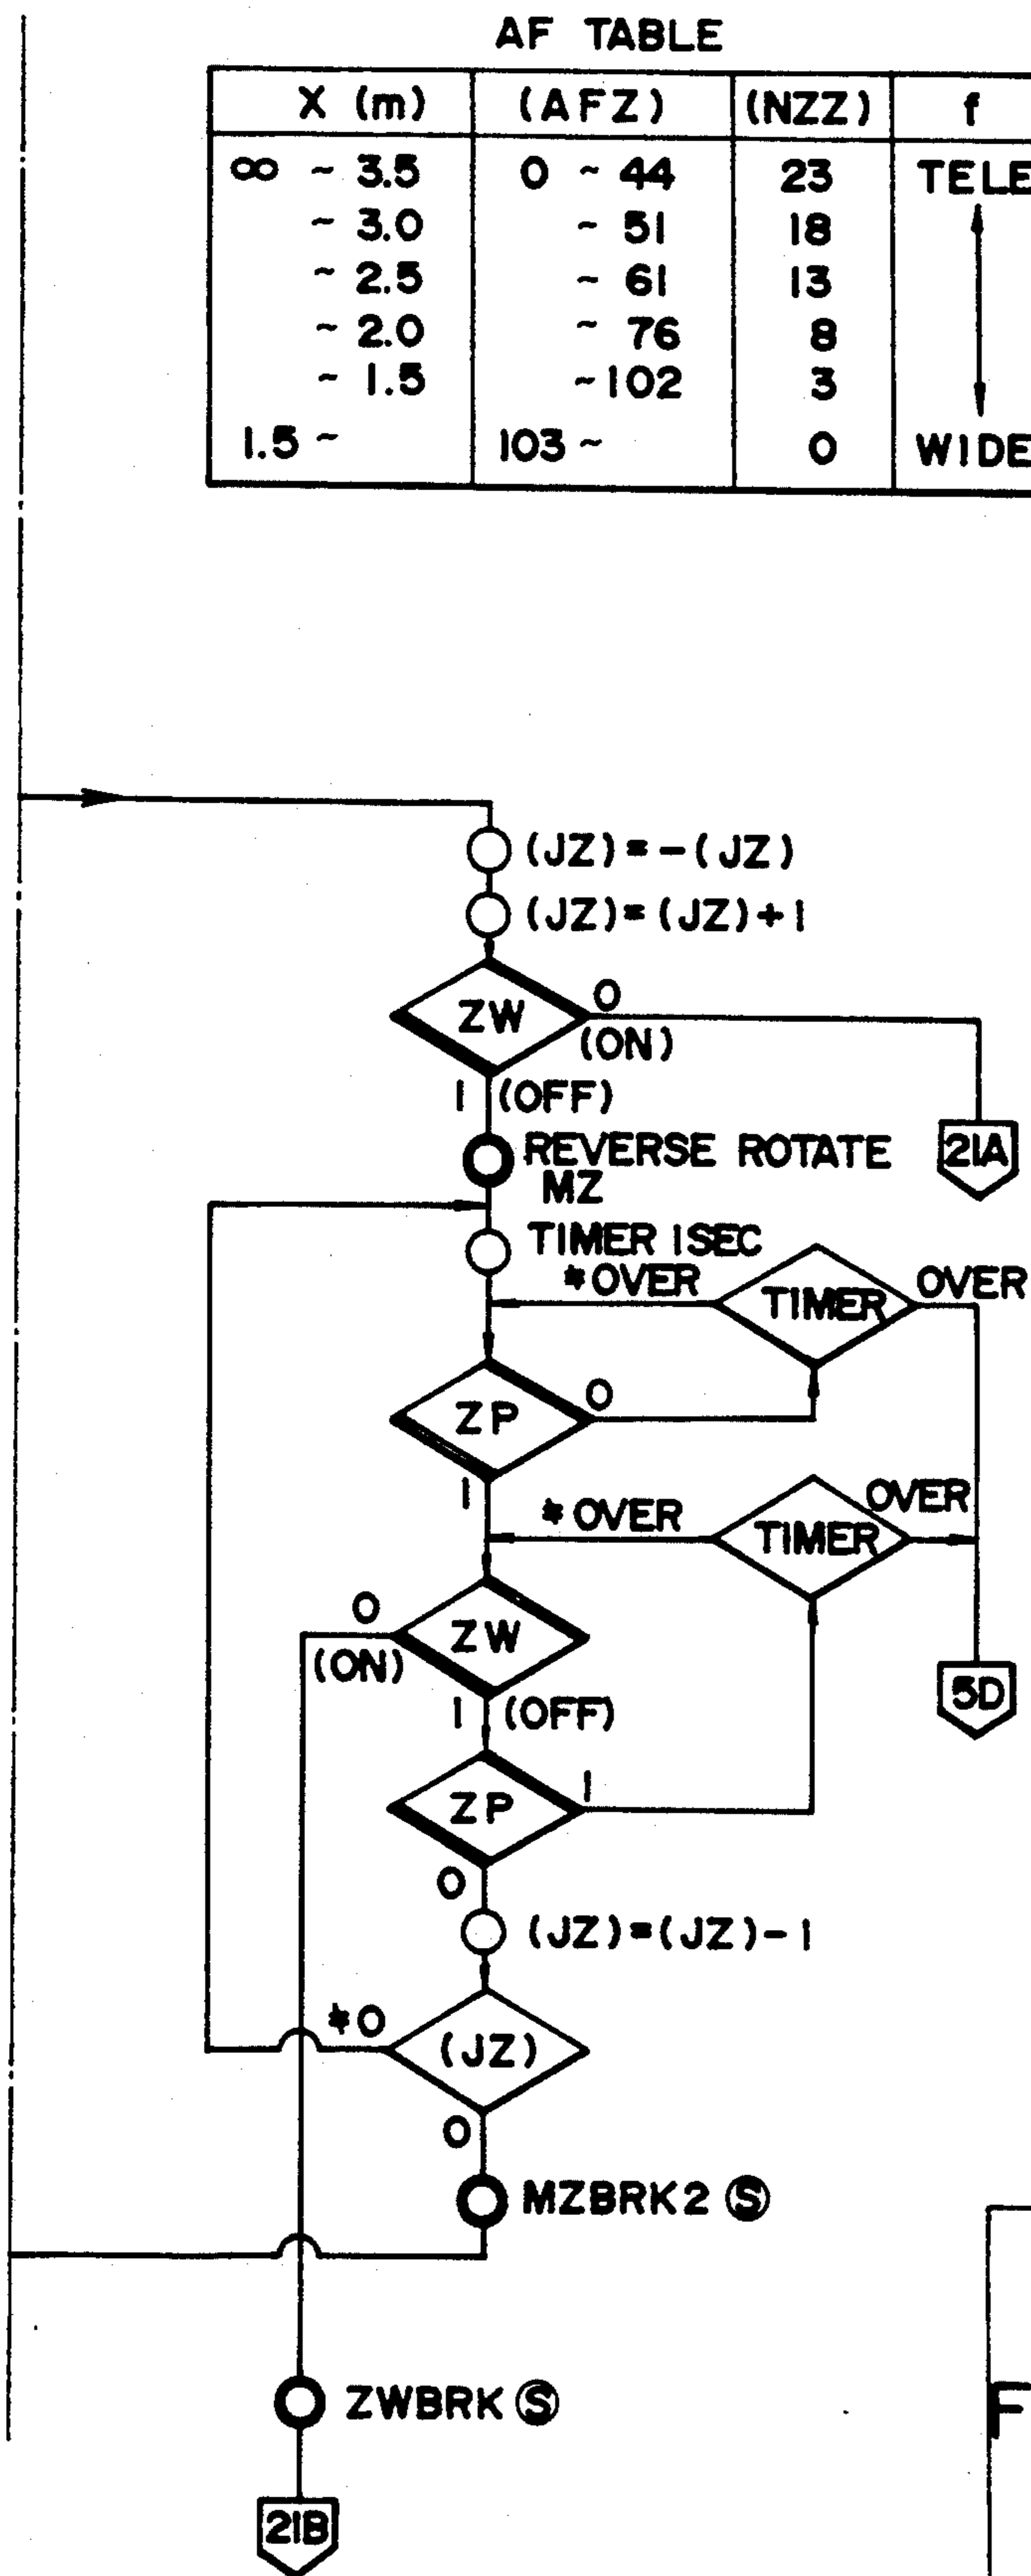 AF TABLE
X (m) (AFZ) (NZZ) f
∞ ~ 3.5 0 ~ 44 23 TELE
~ 3.0 ~ 51 18
~ 2.5 ~ 61 13
~ 2.0 ~ 76 8
~ 1.5 ~102 3
1.5 ~ 103 ~ 0 WIDE
(JZ)=-(JZ)
(JZ)=(JZ)+1
ZW
0
(ON)
1 (OFF)
21A
REVERSE ROTATE
MZ
TIMER 1SEC
*OVER
TIMER
OVER
ZP
0
1
*OVER
TIMER
OVER
0
(ON)
ZW
1 (OFF)
5D
ZP
1
0
(JZ)=(JZ)-1
*0
(JZ)
0
MZBRK2 Ⓢ
ZWBRK Ⓢ
F
21B